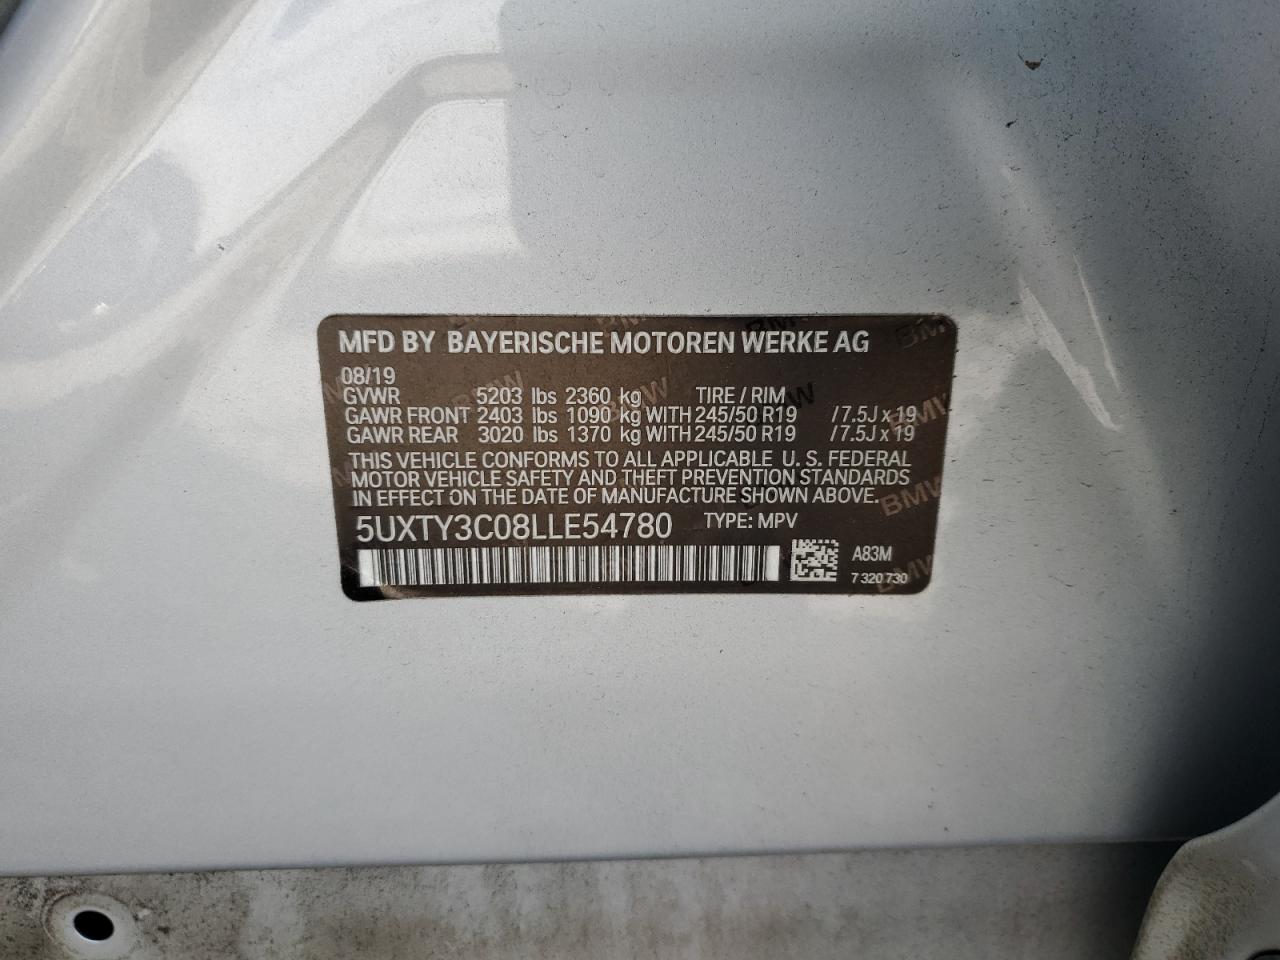 MFD BY BAYERISCHE MOTOREN WERKE AG
08/19
GVWR 5203 lbs 2360 kg TIRE / RIM
GAWR FRONT 2403 lbs 1090 kg WITH 245/50 R19 / 7.5J x 19
GAWR REAR 3020 lbs 1370 kg WITH 245/50 R19 / 7.5J x 19
THIS VEHICLE CONFORMS TO ALL APPLICABLE U. S. FEDERAL
MOTOR VEHICLE SAFETY AND THEFT PREVENTION STANDARDS
IN EFFECT ON THE DATE OF MANUFACTURE SHOWN ABOVE.
5UXTY3C08LLE54780 TYPE: MPV
A83M
7 320 730